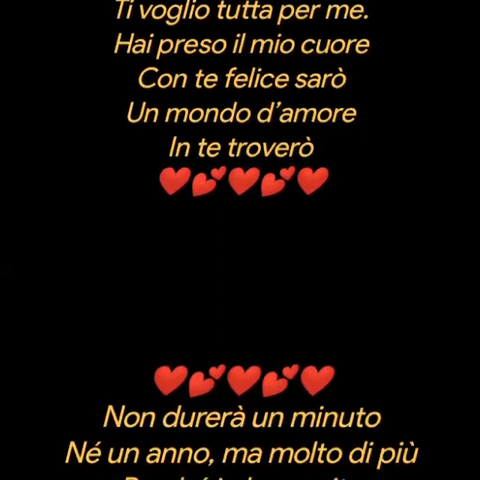 Ti voglio tutta per me.
Hai preso il mio cuore
Con te felice sarò
Un mondo d’amore
In te troverò
❤️💕❤️💕❤️
❤️💕❤️💕❤️
Non durerà un minuto
Né un anno, ma molto di più